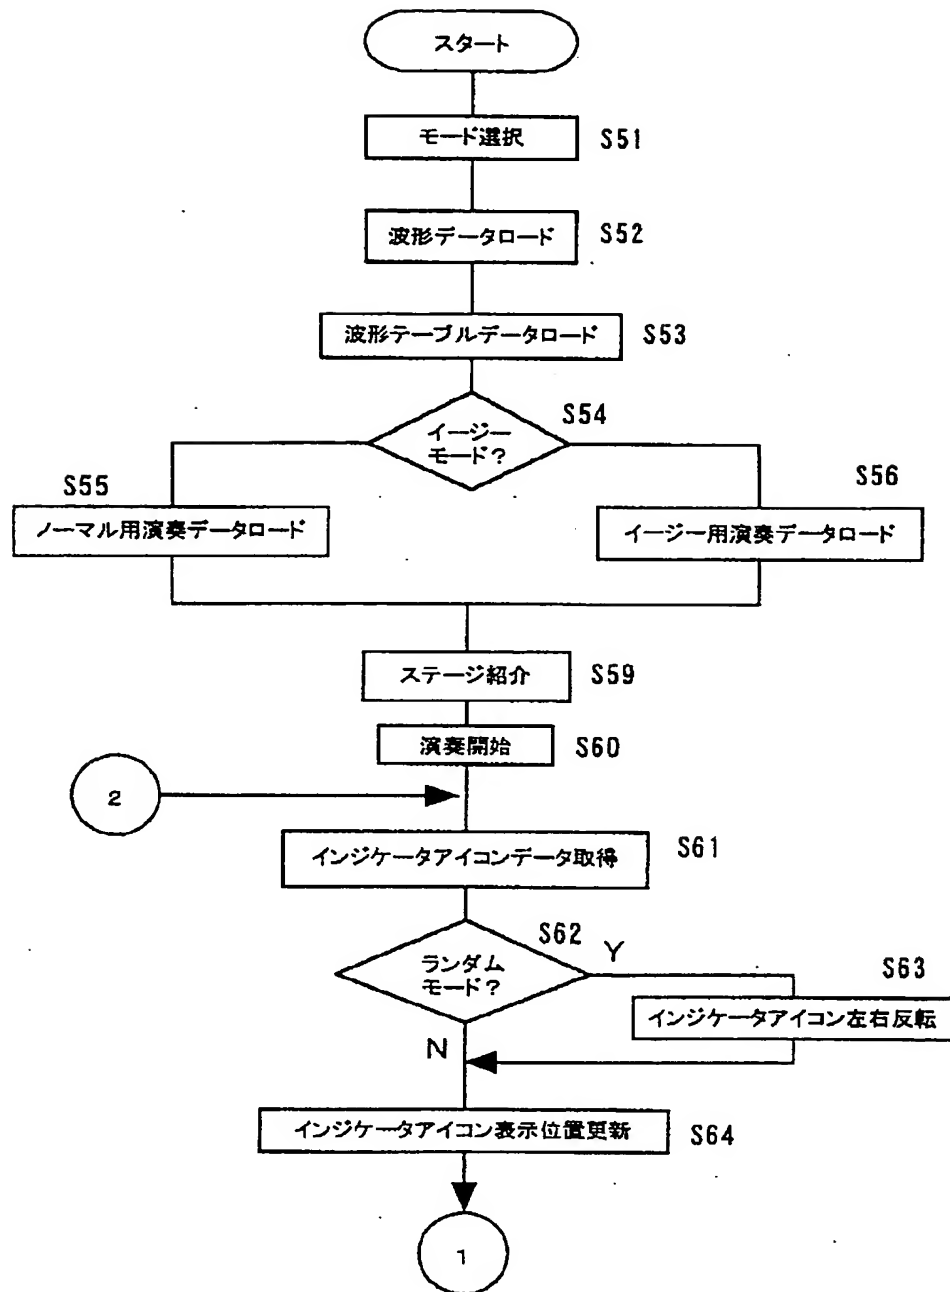 スタート
モード選択
S51
波形データロード
S52
波形テーブルデータロード
S53
イージー
モード?
S54
S55
ノーマル用演奏データロード
S56
イージー用演奏データロード
ステージ紹介
S59
演奏開始
S60
2
インジケータアイコンデータ取得
S61
ランダム
モード?
S62
Y
S63
インジケータアイコン左右反転
N
インジケータアイコン表示位置更新
S64
1